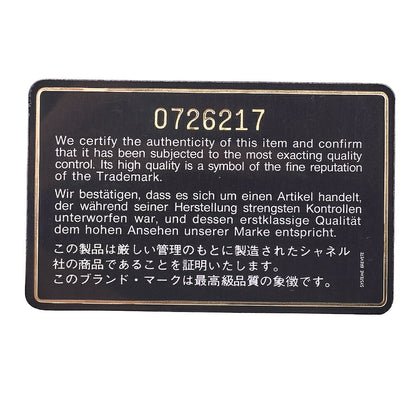 0726217
We certify the authenticity of this item and confirm
that it has been subjected to the most exacting quality
control. Its high quality is a symbol of the fine reputation
of the Trademark.
Wir bestätigen, dass es sich um einen Artikel handelt,
der während seiner Herstellung strengsten Kontrollen
unterworfen war, und dessen erstklassige Qualität
dem hohen Ansehen unserer Marke entspricht.
この製品は厳しい管理のもとに製造されたシャネル
社の商品であることを証明いたします。
このブランド・マークは最高級品質の象徴です。